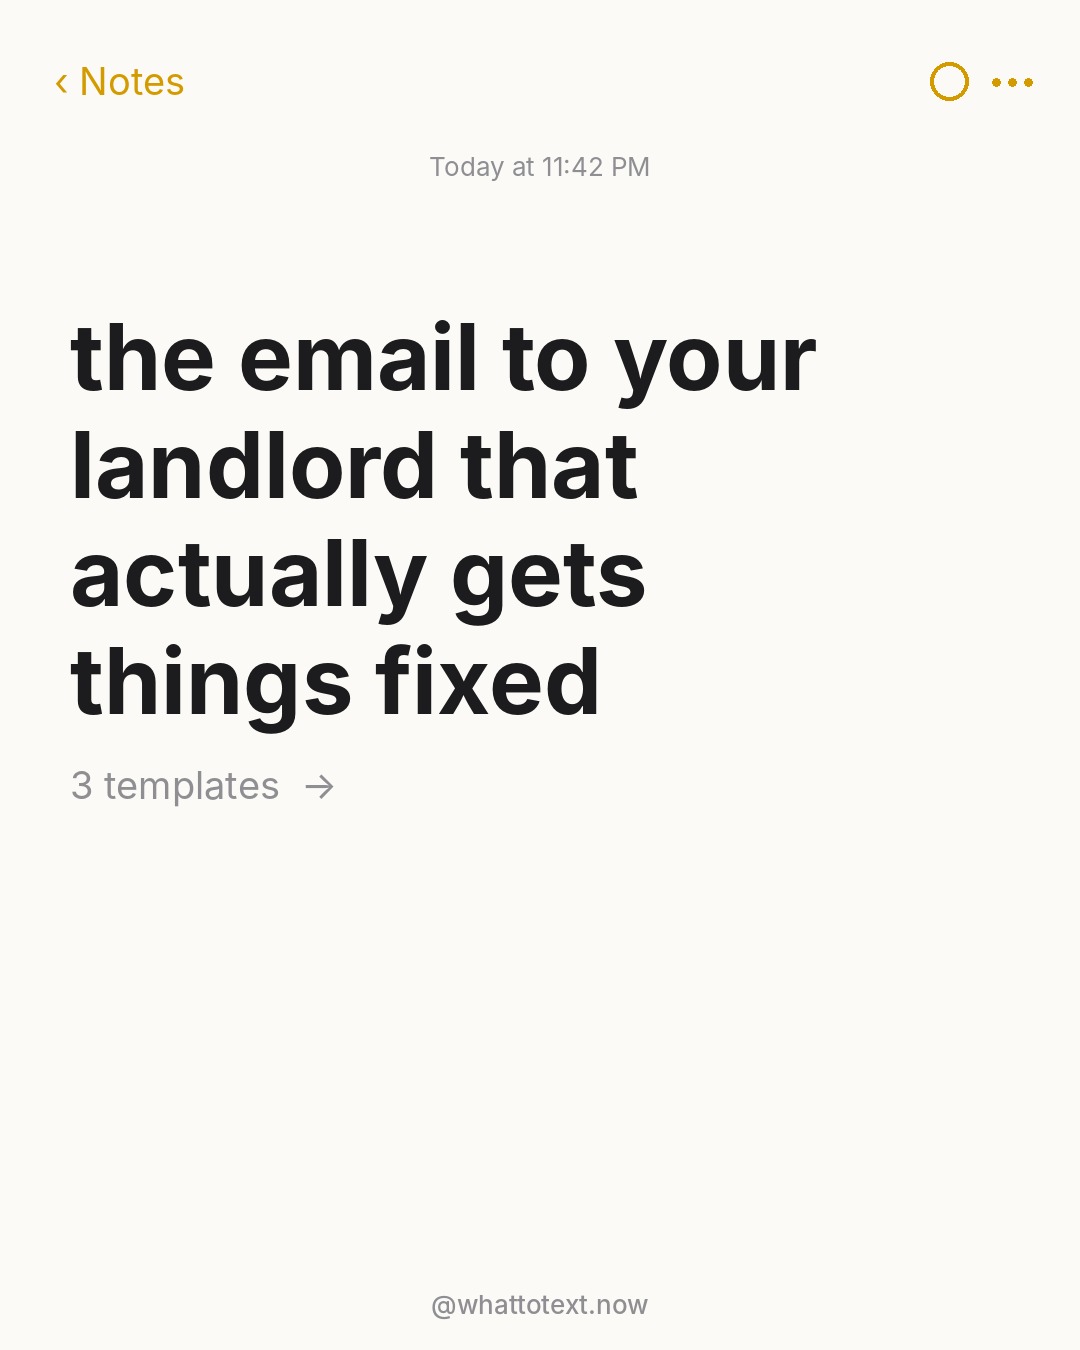 ‹ Notes
Today at 11:42 PM
the email to your
landlord that
actually gets
things fixed
3 templates →
@whattotext.now